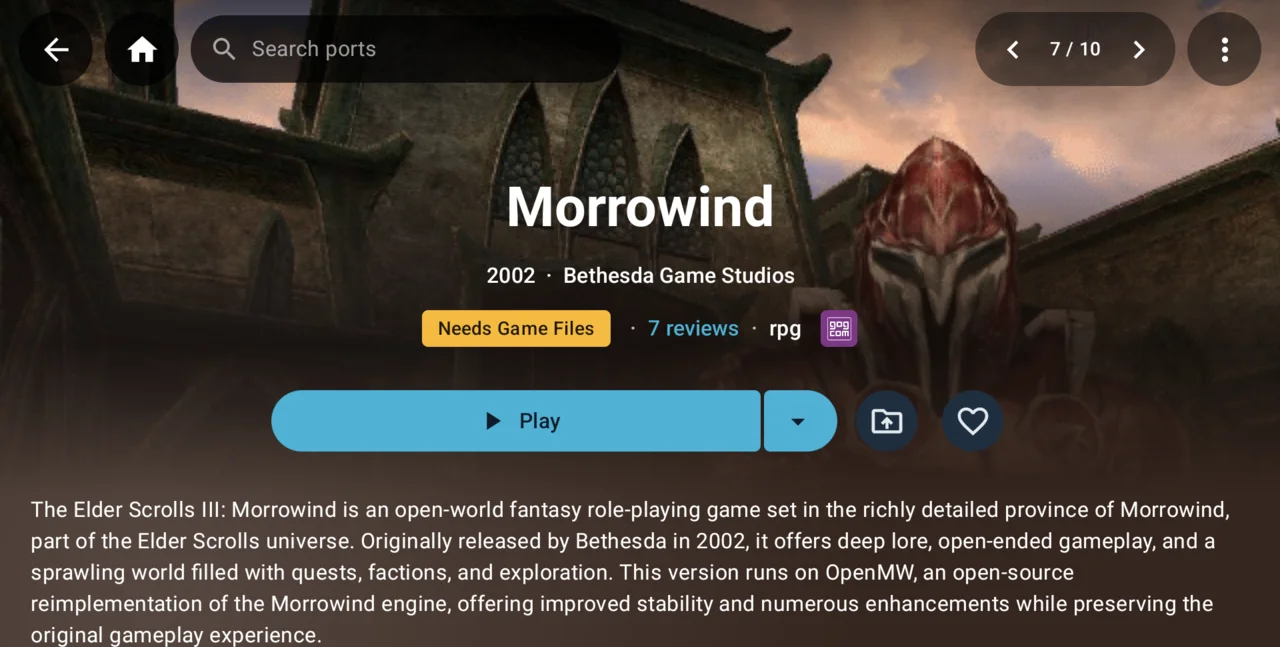 Search ports
7 / 10
Morrowind
2002 · Bethesda Game Studios
Needs Game Files · 7 reviews · rpg gog com
Play
The Elder Scrolls III: Morrowind is an open-world fantasy role-playing game set in the richly detailed province of Morrowind,
part of the Elder Scrolls universe. Originally released by Bethesda in 2002, it offers deep lore, open-ended gameplay, and a
sprawling world filled with quests, factions, and exploration. This version runs on OpenMW, an open-source
reimplementation of the Morrowind engine, offering improved stability and numerous enhancements while preserving the
original gameplay experience.